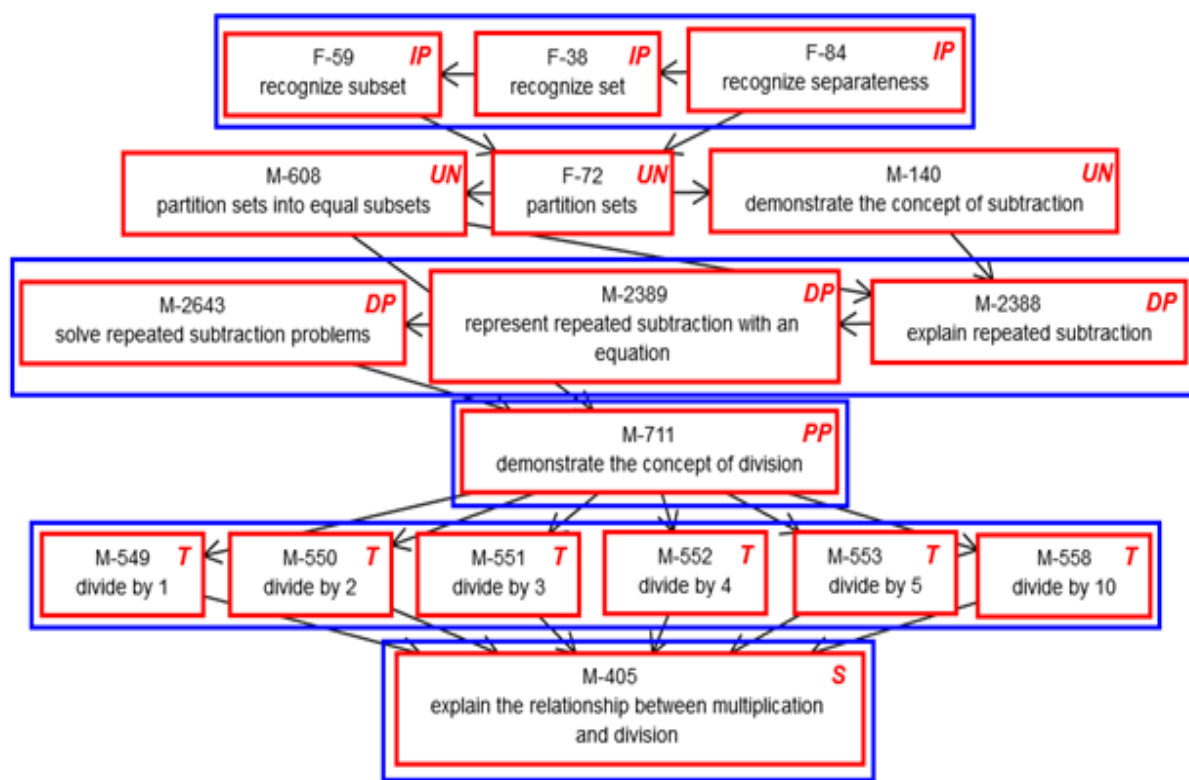 F-59 IP
recognize subset
F-38 IP
recognize set
F-84 IP
recognize separateness
M-608 UN
partition sets into equal subsets
F-72 UN
partition sets
M-140 UN
demonstrate the concept of subtraction
M-2643 DP
solve repeated subtraction problems
M-2389 DP
represent repeated subtraction with an
equation
M-2388 DP
explain repeated subtraction
M-711 PP
demonstrate the concept of division
M-549 T
divide by 1
M-550 T
divide by 2
M-551 T
divide by 3
M-552 T
divide by 4
M-553 T
divide by 5
M-558 T
divide by 10
M-405 S
explain the relationship between multiplication
and division